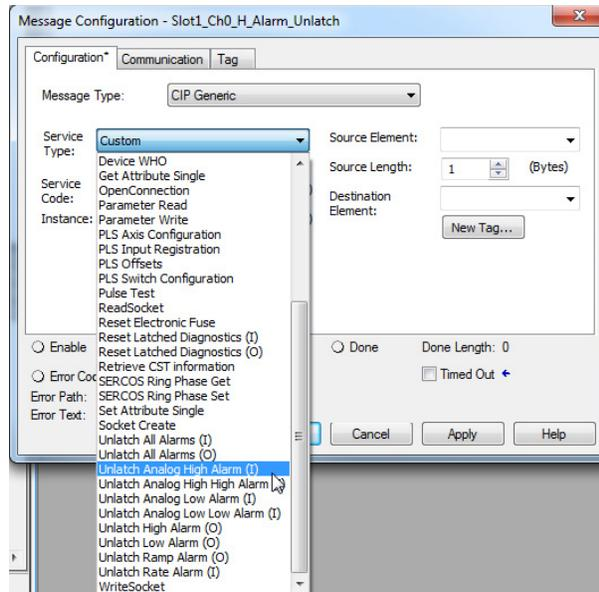 Message Configuration - Slot1_Ch0_H_Alarm_Unlatch
x
Configuration* Communication Tag
Message Type: CIP Generic
Service Type: Custom
Source Element:
Source Length: 1 (Bytes)
Service Code:
Destination Element:
Instance:
New Tag...
Device WHO
Get Attribute Single
OpenConnection
Parameter Read
Parameter Write
PLS Axis Configuration
PLS Input Registration
PLS Offsets
PLS Switch Configuration
Pulse Test
ReadSocket
Reset Electronic Fuse
Reset Latched Diagnostics (I)
Reset Latched Diagnostics (O)
Retrieve CST information
SERCOS Ring Phase Get
SERCOS Ring Phase Set
Set Attribute Single
Socket Create
Unlatch All Alarms (I)
Unlatch All Alarms (O)
Unlatch Analog High Alarm (I)
Unlatch Analog High High Alarm
Unlatch Analog Low Alarm (I)
Unlatch Analog Low Low Alarm (I)
Unlatch High Alarm (O)
Unlatch Low Alarm (O)
Unlatch Ramp Alarm (O)
Unlatch Rate Alarm (I)
WriteSocket
Enable
Done
Done Length: 0
Error Cod
Timed Out
Error Path:
Error Text:
Cancel
Apply
Help